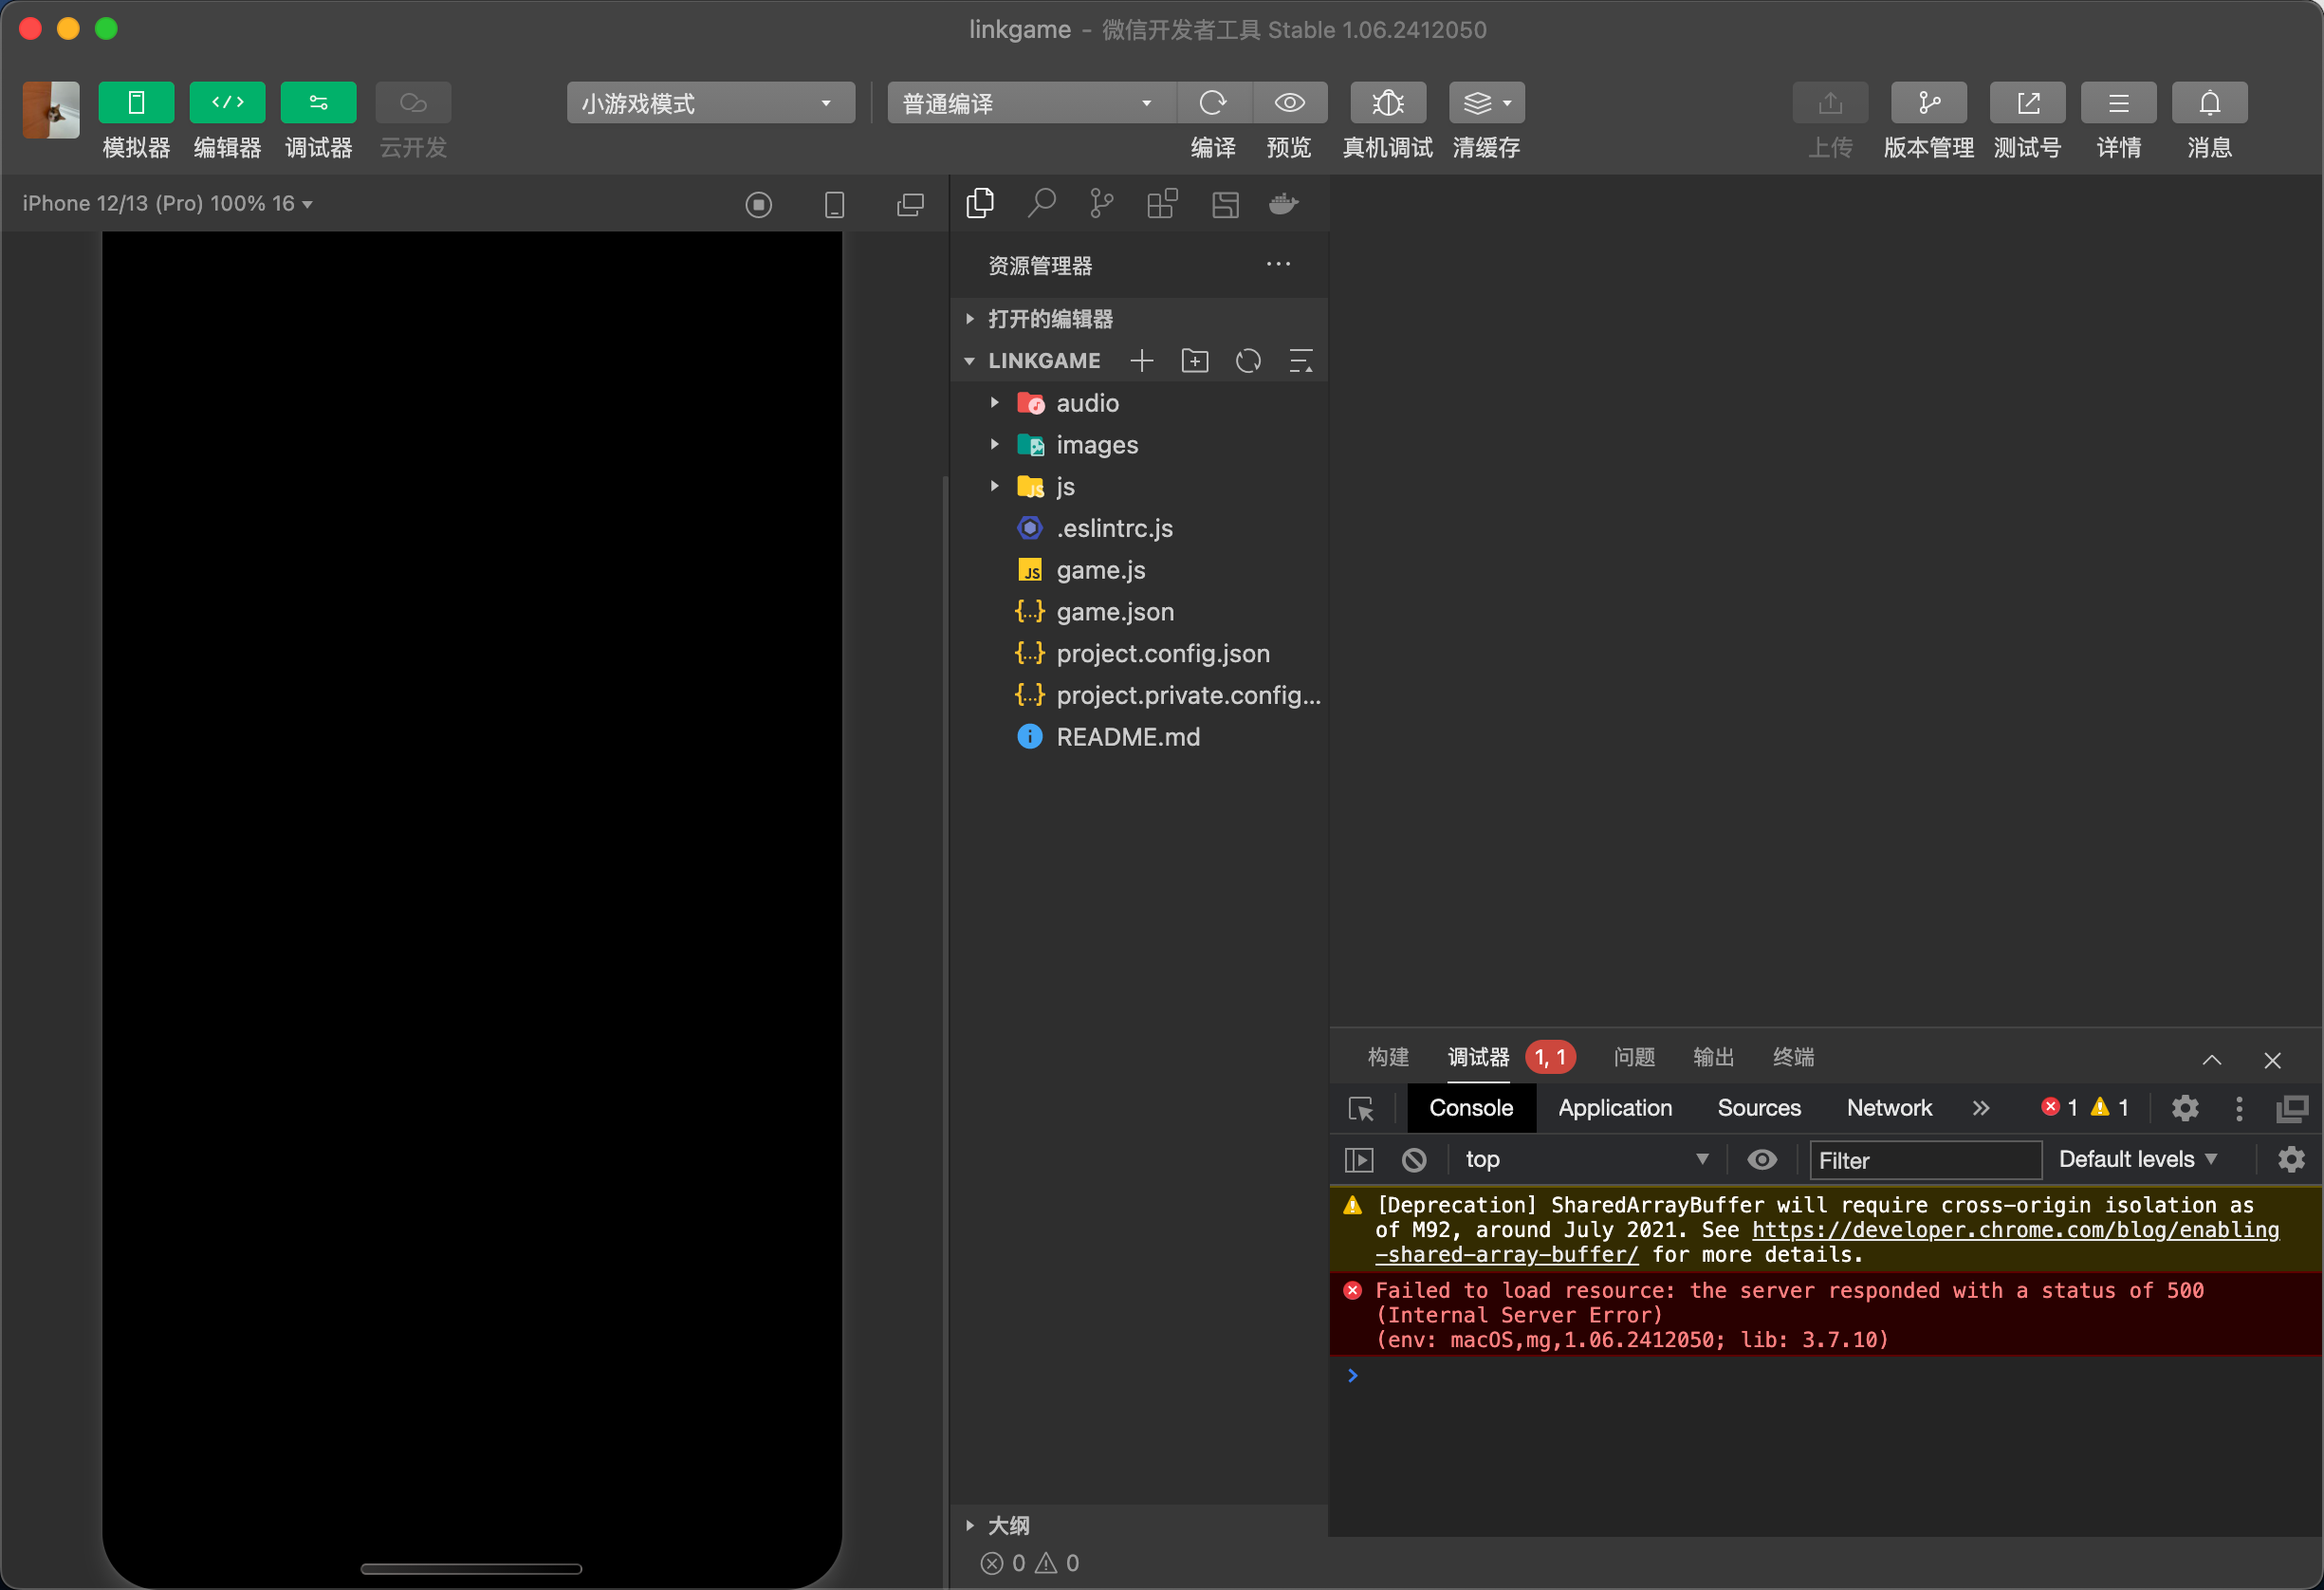 linkgame - 微信开发者工具 Stable 1.06.2412050
模拟器 编辑器 调试器 云开发
小游戏模式
普通编译
编译 预览 真机调试 清缓存
上传 版本管理 测试号 详情 消息
iPhone 12/13 (Pro) 100% 16
资源管理器
打开的编辑器
LINKGAME
audio
images
js
.eslintrc.js
JS game.js
{...} game.json
{...} project.config.json
{...} project.private.config...
README.md
大纲
0 0
构建 调试器 1, 1 问题 输出 终端
Console Application Sources Network 1 1
top Filter Default levels
[Deprecation] SharedArrayBuffer will require cross-origin isolation as
of M92, around July 2021. See https://developer.chrome.com/blog/enabling
-shared-array-buffer/ for more details.
Failed to load resource: the server responded with a status of 500
(Internal Server Error)
(env: macOS,mg,1.06.2412050; lib: 3.7.10)